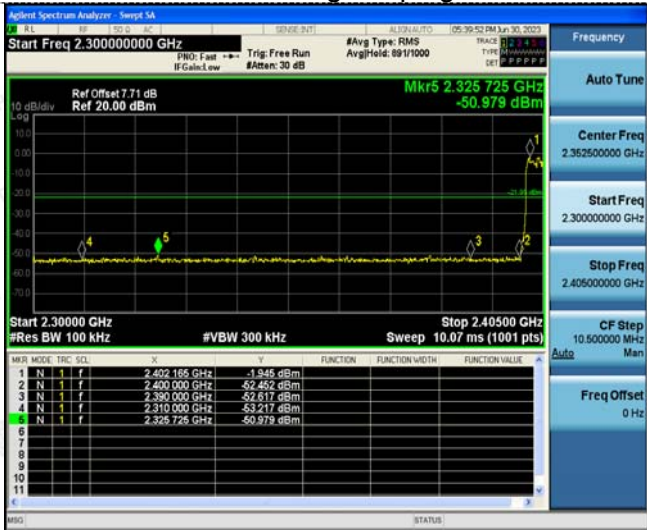 Agilent Spectrum Analyzer - Swept SA
RL RF 50 Ω AC SENSE:INT ALIGNAUTO 05:39:52 PM Jun 30, 2023
Start Freq 2.300000000 GHz
PNO: Fast
IFGain:Low
Trig: Free Run
#Atten: 30 dB
#Avg Type: RMS
Avg|Hold: 891/1000
TRACE 1 2 3 4 5 6
TYPE
DET P P P P P P
Frequency
Auto Tune
Center Freq
2.352500000 GHz
Start Freq
2.300000000 GHz
Stop Freq
2.405000000 GHz
CF Step
10.500000 MHz
Auto Man
Freq Offset
0 Hz
Ref Offset 7.71 dB
Ref 20.00 dBm
Mkr5 2.325 725 GHz
-50.979 dBm
10 dB/div
Log
10.0
0.00
-10.0
-20.0
-30.0
-40.0
-50.0
-60.0
-70.0
1
2
3
4
5
Start 2.30000 GHz
#Res BW 100 kHz
#VBW 300 kHz
Stop 2.40500 GHz
Sweep 10.07 ms (1001 pts)
MKR MODE TRC SCL X Y FUNCTION FUNCTION WIDTH FUNCTION VALUE
1 N 1 f 2.402 165 GHz -1.945 dBm
2 N 1 f 2.400 000 GHz -52.452 dBm
3 N 1 f 2.390 000 GHz -52.617 dBm
4 N 1 f 2.310 000 GHz -53.217 dBm
5 N 1 f 2.325 725 GHz -50.979 dBm
6
7
8
9
10
11
MSG STATUS